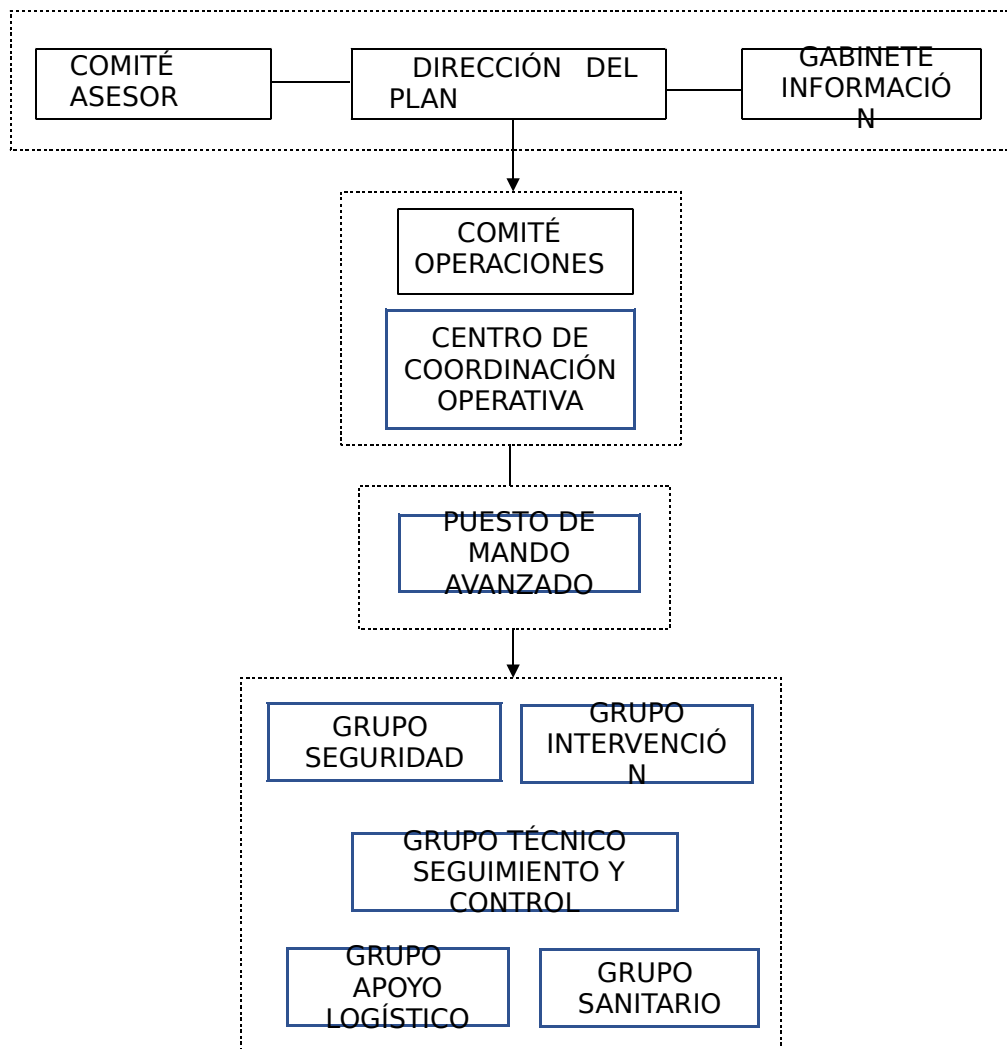 COMITÉ
ASESOR
DIRECCIÓN DEL
PLAN
GABINETE
INFORMACIÓ
N
COMITÉ
OPERACIONES
CENTRO DE
COORDINACIÓN
OPERATIVA
PUESTO DE
MANDO
AVANZADO
GRUPO
SEGURIDAD
GRUPO
INTERVENCIÓ
N
GRUPO TÉCNICO
SEGUIMIENTO Y
CONTROL
GRUPO
APOYO
LOGÍSTICO
GRUPO
SANITARIO